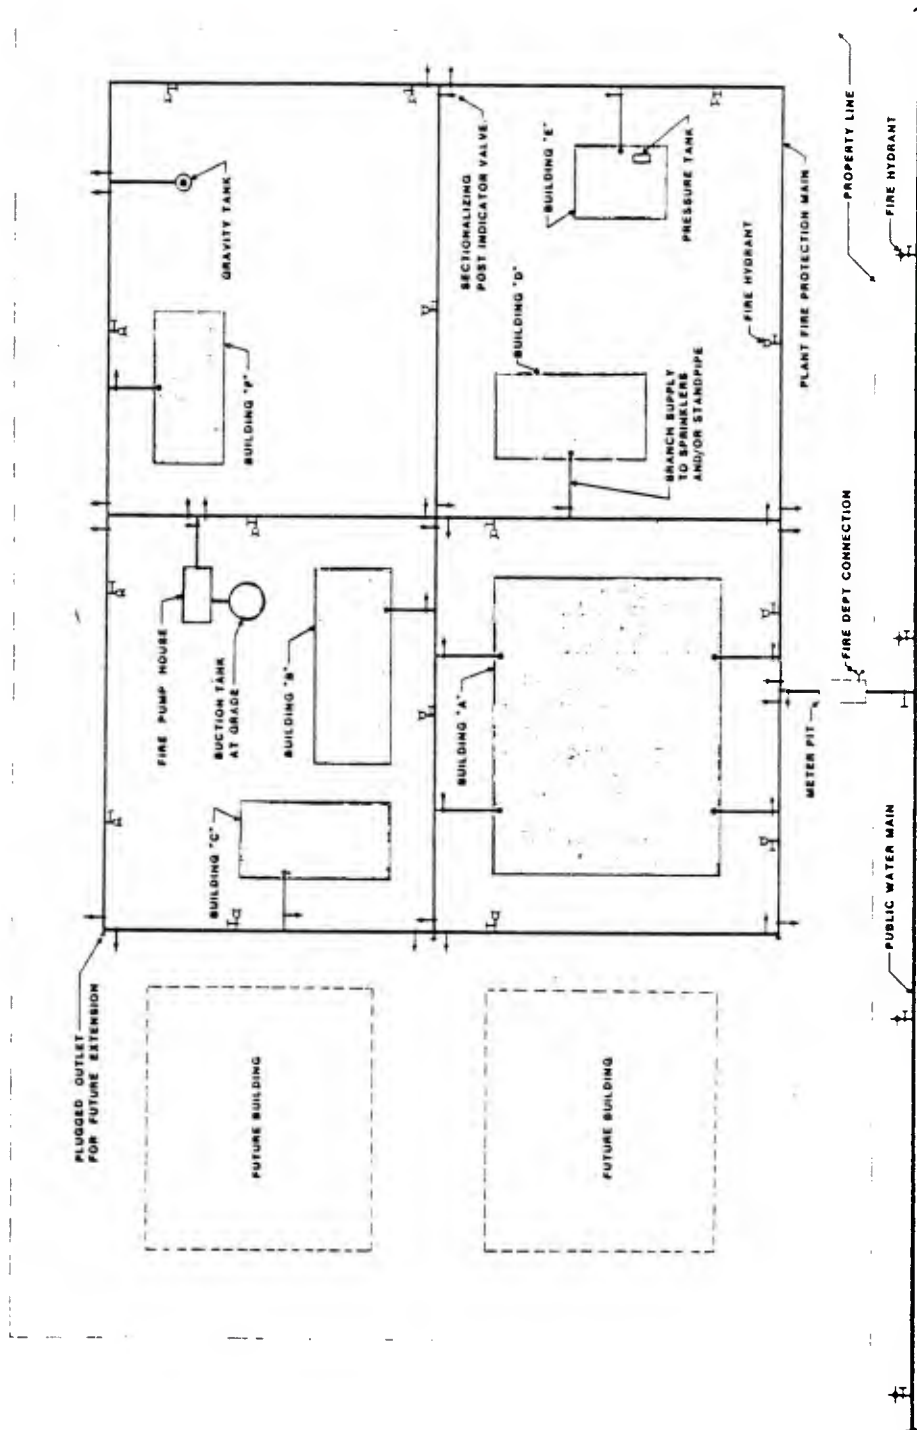 PLUGGED OUTLET
FOR FUTURE EXTENSION
FUTURE BUILDING
FUTURE BUILDING
BUILDING "C"
FIRE PUMP HOUSE
SUCTION TANK
AT GRADE
BUILDING "B"
BUILDING "F"
GRAVITY TANK
BUILDING "A"
SECTIONALIZING
POST INDICATOR VALVE
BUILDING "D"
BUILDING "E"
BRANCH SUPPLY
TO SPRINKLERS
AND/OR STANDPIPE
PRESSURE TANK
FIRE HYDRANT
PLANT FIRE PROTECTION MAIN
METER PIT
FIRE DEPT CONNECTION
PROPERTY LINE
PUBLIC WATER MAIN
FIRE HYDRANT